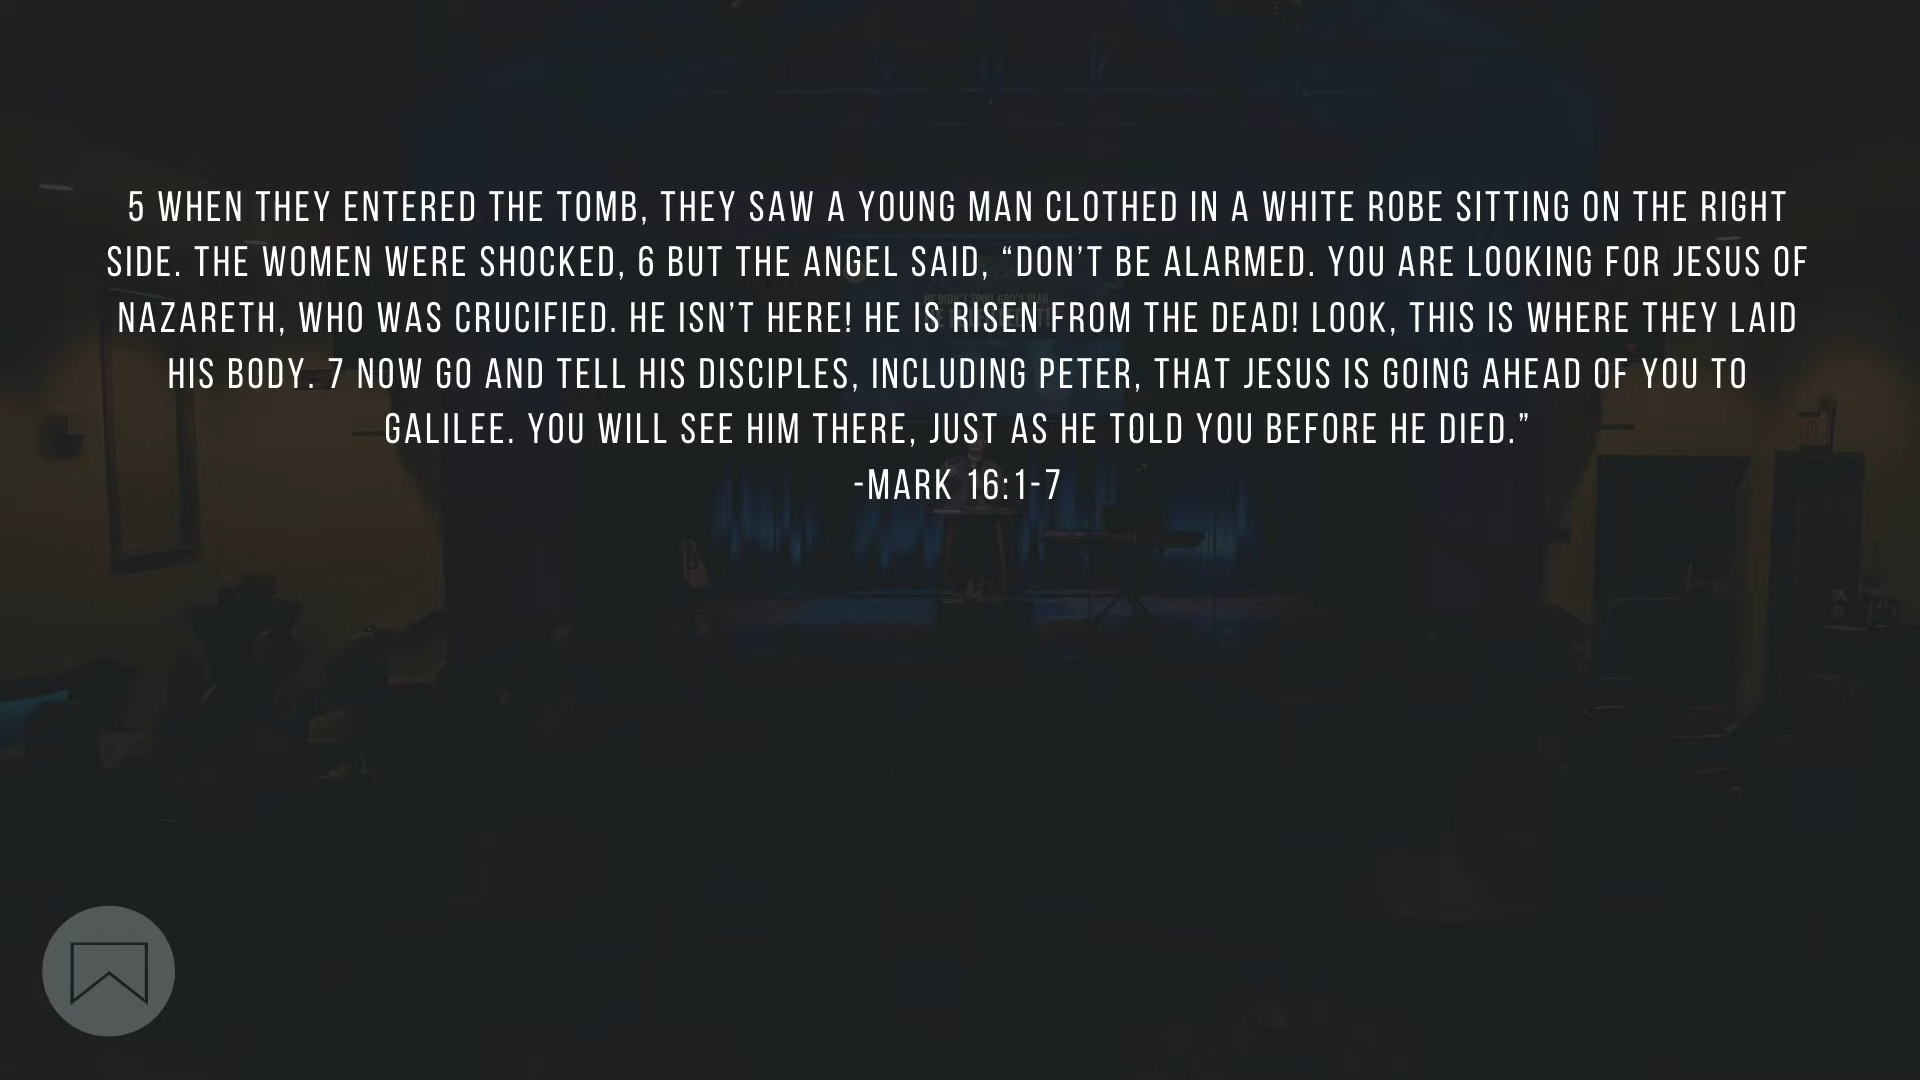 5 WHEN THEY ENTERED THE TOMB, THEY SAW A YOUNG MAN CLOTHED IN A WHITE ROBE SITTING ON THE RIGHT
SIDE. THE WOMEN WERE SHOCKED, 6 BUT THE ANGEL SAID, “DON’T BE ALARMED. YOU ARE LOOKING FOR JESUS OF
NAZARETH, WHO WAS CRUCIFIED. HE ISN’T HERE! HE IS RISEN FROM THE DEAD! LOOK, THIS IS WHERE THEY LAID
HIS BODY. 7 NOW GO AND TELL HIS DISCIPLES, INCLUDING PETER, THAT JESUS IS GOING AHEAD OF YOU TO
GALILEE. YOU WILL SEE HIM THERE, JUST AS HE TOLD YOU BEFORE HE DIED.”
-MARK 16:1-7